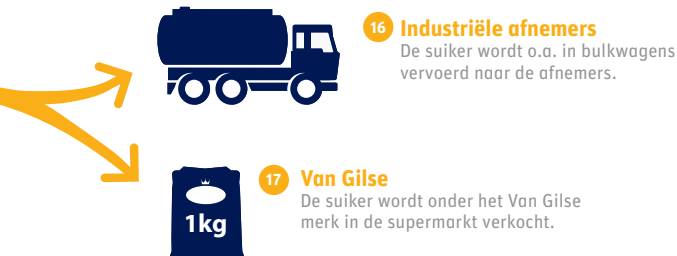 16 Industriële afnemers
De suiker wordt o.a. in bulkwagens
vervoerd naar de afnemers.
17 Van Gilse
De suiker wordt onder het Van Gilse
merk in de supermarkt verkocht.
1kg